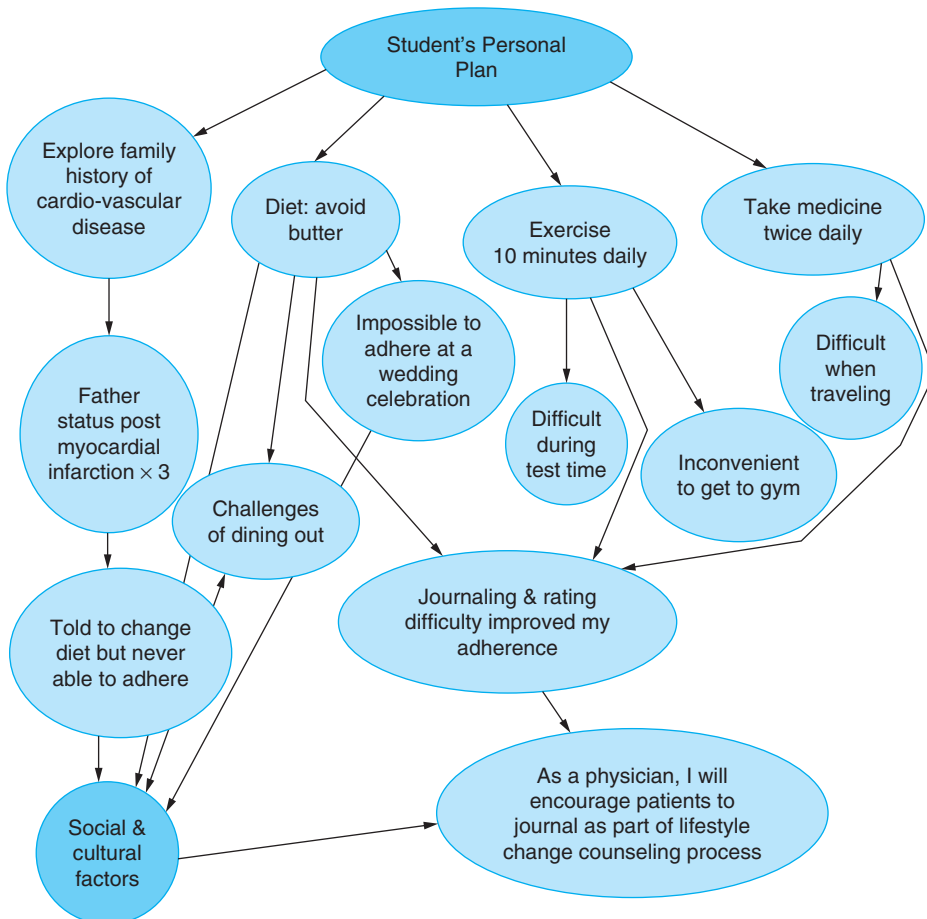 Student’s Personal
Plan
Explore family
history of
cardio-vascular
disease
Diet: avoid
butter
Exercise
10 minutes daily
Take medicine
twice daily
Impossible to
adhere at a
wedding
celebration
Difficult
when
traveling
Father
status post
myocardial
infarction × 3
Difficult
during
test time
Inconvenient
to get to gym
Challenges
of dining out
Told to change
diet but never
able to adhere
Journaling & rating
difficulty improved my
adherence
As a physician, I will
encourage patients to
journal as part of lifestyle
change counseling process
Social &
cultural
factors